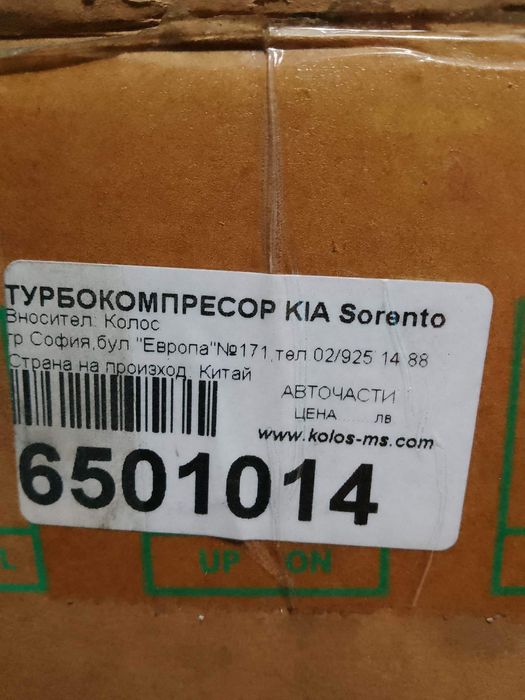 ТУРБОКОМПРЕСОР KIA Sorento
Вносител: Колос
гр София,бул "Европа"№171,тел 02/925 14 88
Страна на произход Китай
АВТОЧАСТИ
ЦЕНА ...... лв
www.kolos-ms.com
6501014
L UP ON